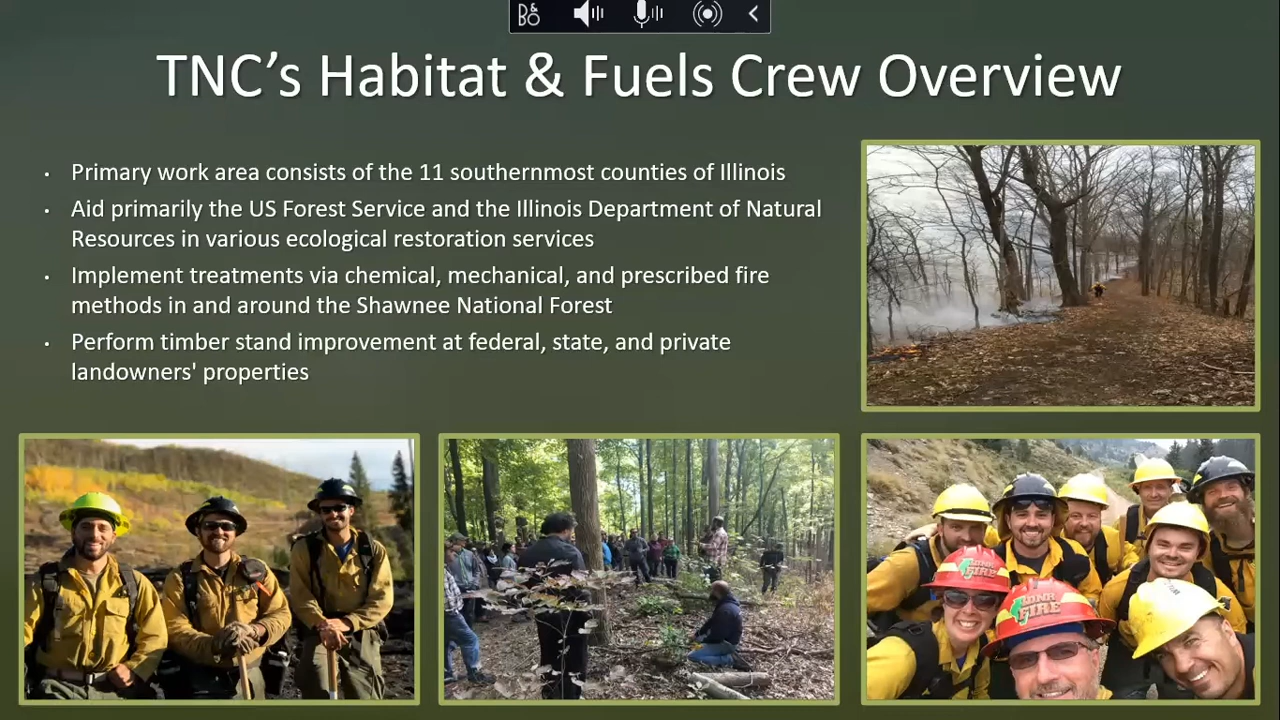 B&O
TNC's Habitat & Fuels Crew Overview
• Primary work area consists of the 11 southernmost counties of Illinois
• Aid primarily the US Forest Service and the Illinois Department of Natural
Resources in various ecological restoration services
• Implement treatments via chemical, mechanical, and prescribed fire
methods in and around the Shawnee National Forest
• Perform timber stand improvement at federal, state, and private
landowners' properties
FIRE
IDNR
FIRE